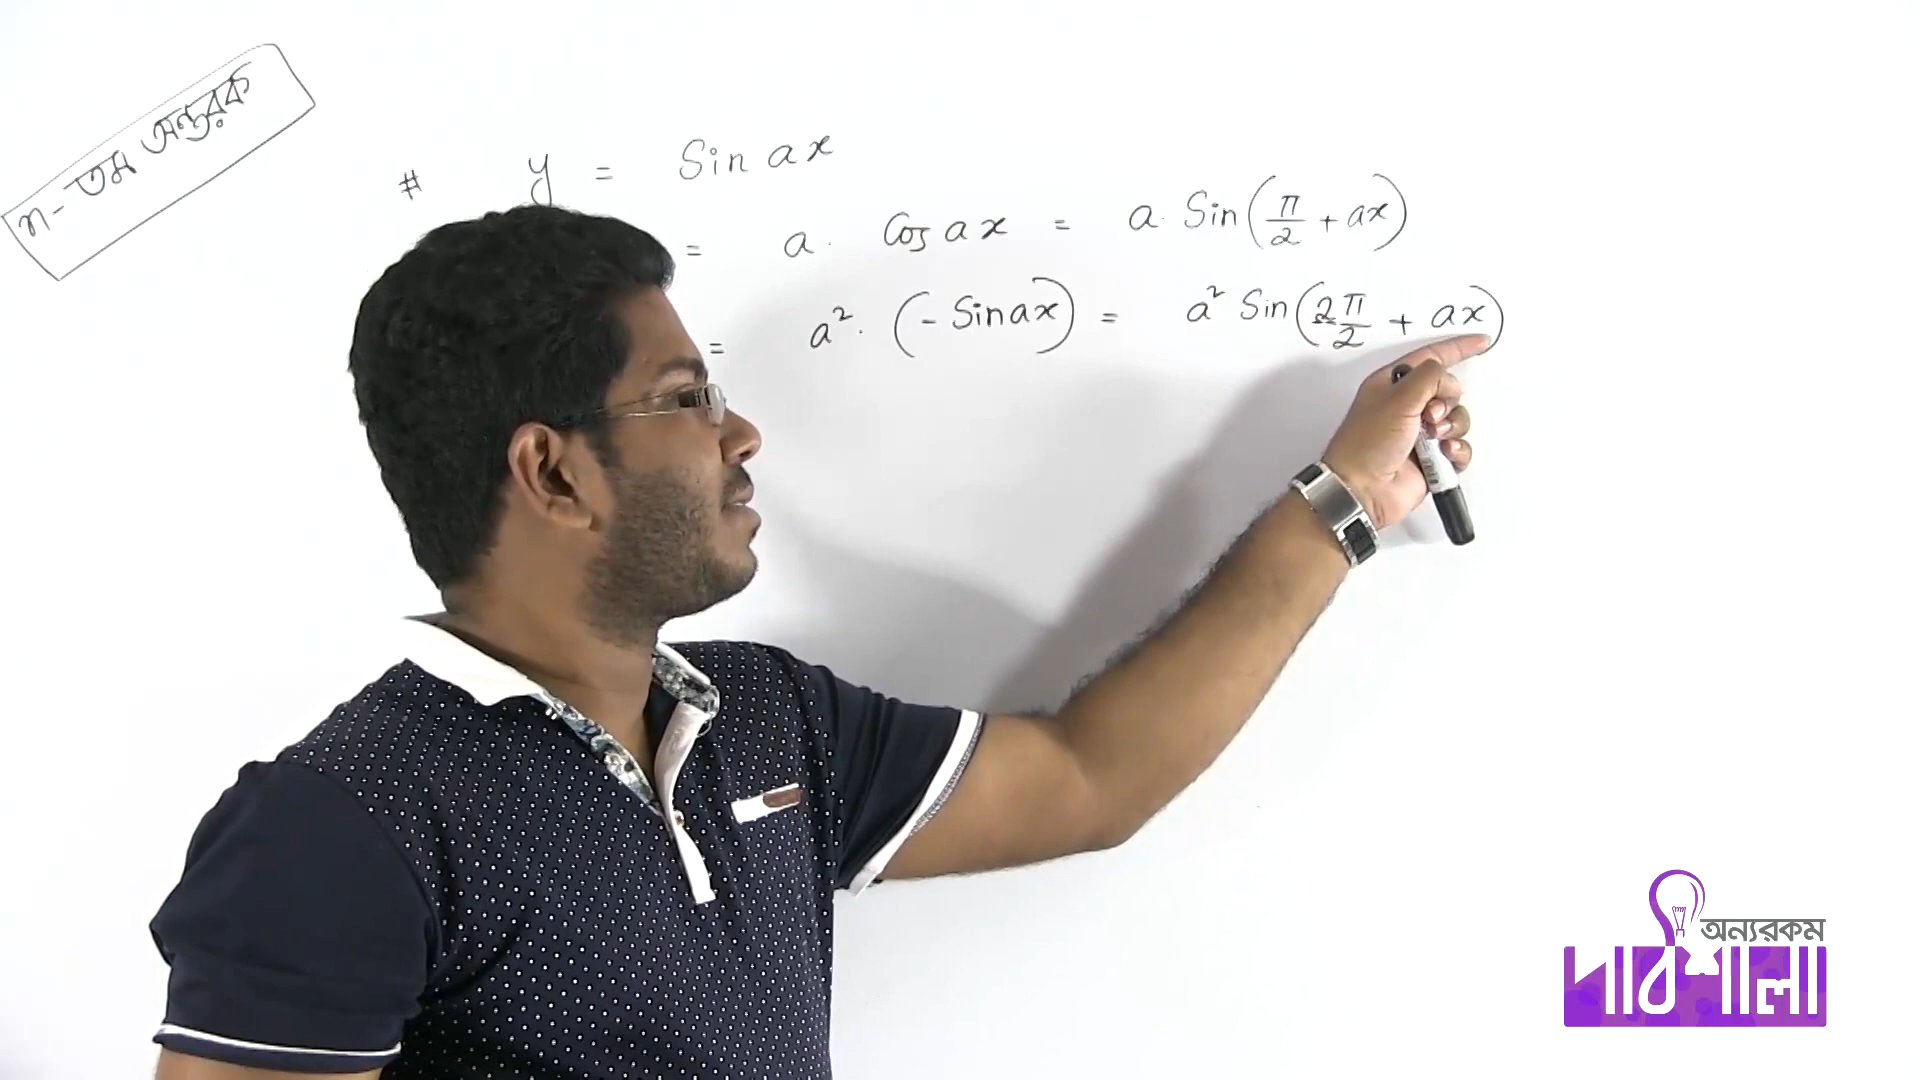 n- তম অন্তরক
# y = Sin ax
= a. Cos ax = a. Sin(π/2 + ax)
= a². (- Sin ax) = a² Sin(2π/2 + ax)
অন্যরকম
পাঠশালা